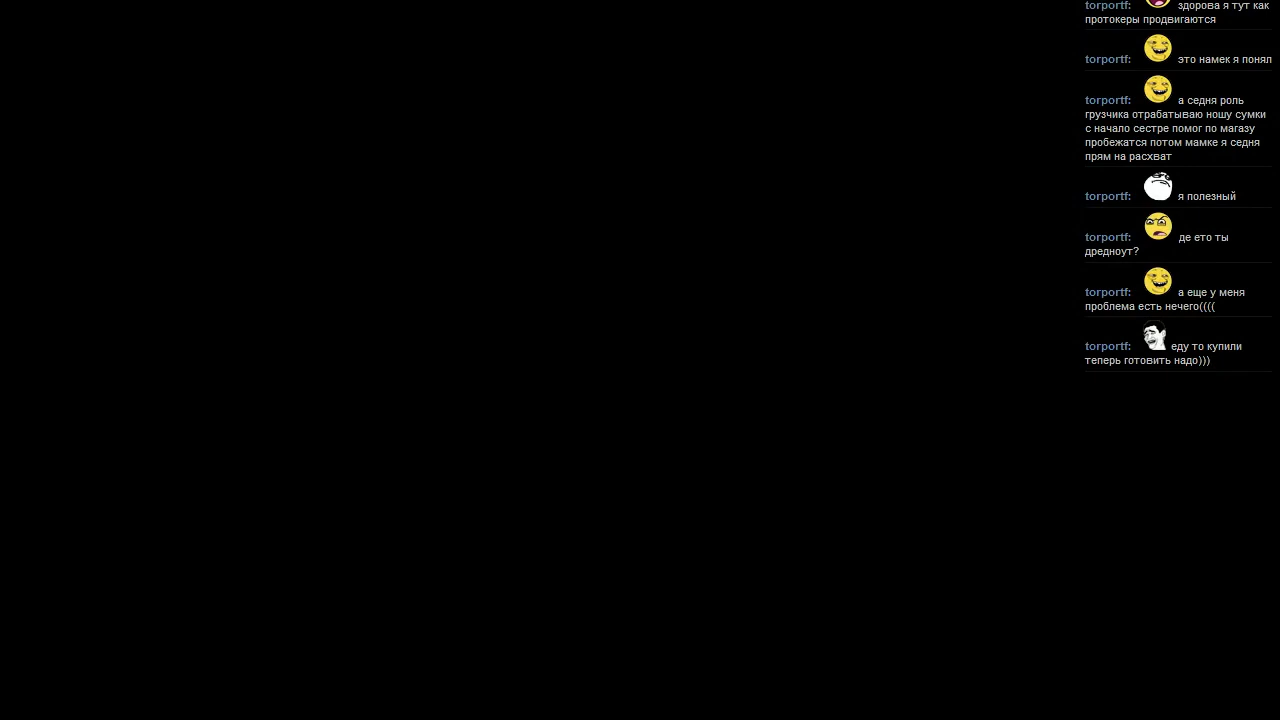 torportf: здорова я тут как
протокеры продвигаются
torportf: это намек я понял
torportf: а седня роль
грузчика отрабатываю ношу сумки
с начало сестре помог по магазу
пробежатся потом мамке я седня
прям на расхват
torportf: я полезный
torportf: де ето ты
дредноут?
torportf: а еще у меня
проблема есть нечего((((
torportf: еду то купили
теперь готовить надо)))